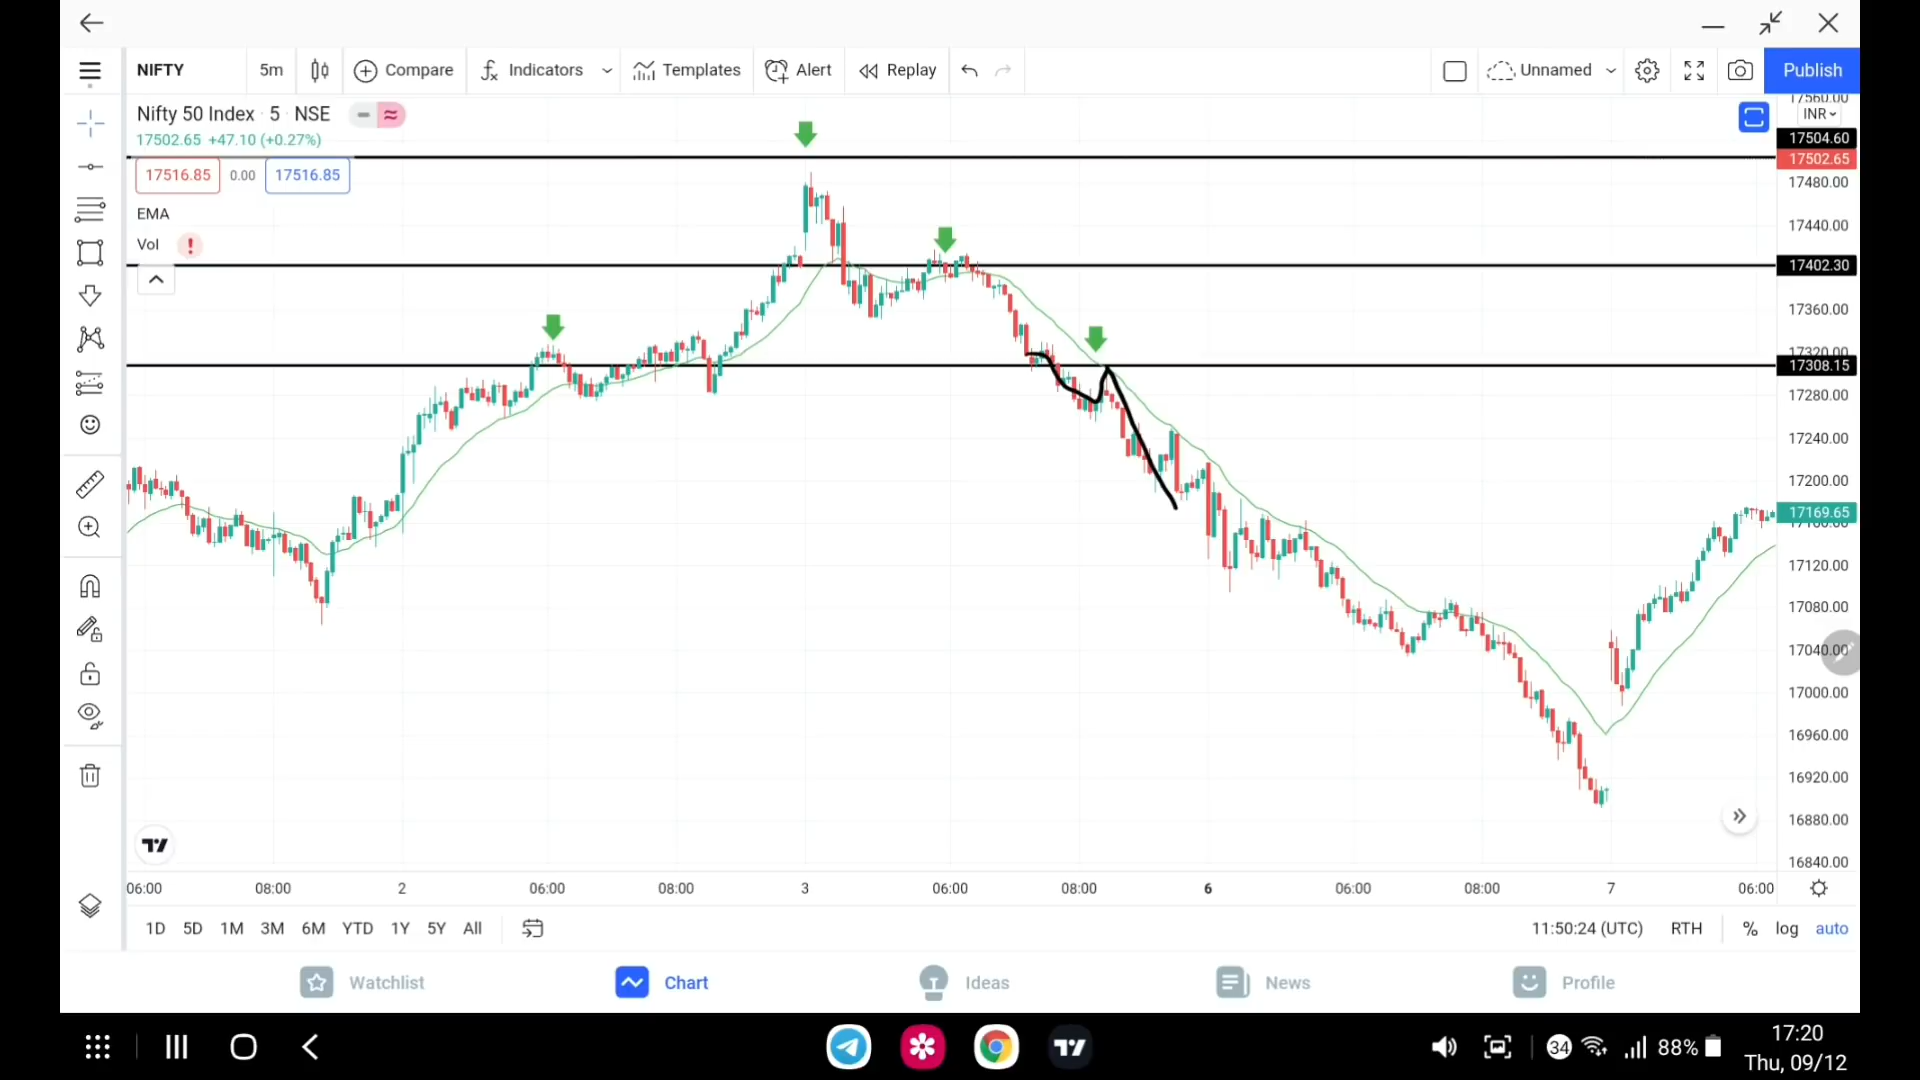 NIFTY 5m Compare Indicators Templates Alert Replay Unnamed Publish
Nifty 50 Index · 5 · NSE
17502.65 +47.10 (+0.27%)
17516.85 0.00 17516.85
EMA
Vol !
INR
17504.60
17502.65
17480.00
17440.00
17402.30
17360.00
17308.15
17280.00
17240.00
17200.00
17169.65
17120.00
17080.00
17040.00
17000.00
16960.00
16920.00
16880.00
16840.00
06:00 08:00 2 06:00 08:00 3 06:00 08:00 6 06:00 08:00 7 06:00
1D 5D 1M 3M 6M YTD 1Y 5Y All 11:50:24 (UTC) RTH % log auto
Watchlist Chart Ideas News Profile
34 88% 17:20
Thu, 09/12